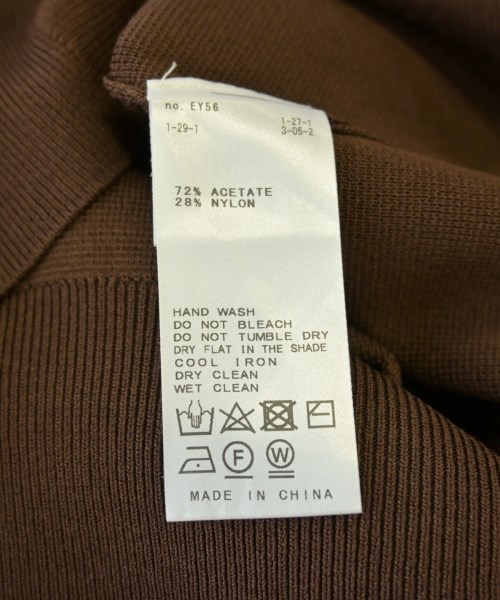 no. EY56
1-29-1 1-27-1
3-05-2
72% ACETATE
28% NYLON
HAND WASH
DO NOT BLEACH
DO NOT TUMBLE DRY
DRY FLAT IN THE SHADE
COOL IRON
DRY CLEAN
WET CLEAN
F W
MADE IN CHINA